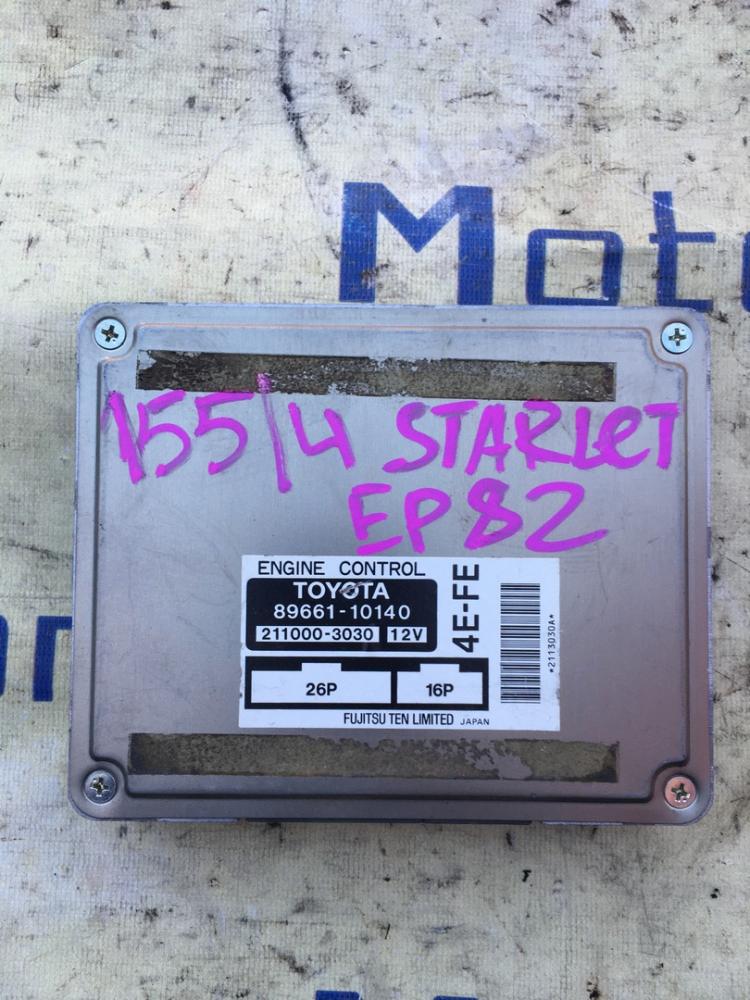 Moto
155/4 STARLET
EP82
ENGINE CONTROL
TOYOTA
89661-10140
211000-3030 12V
4E-FE
*2113030A*
26P 16P
FUJITSU TEN LIMITED JAPAN